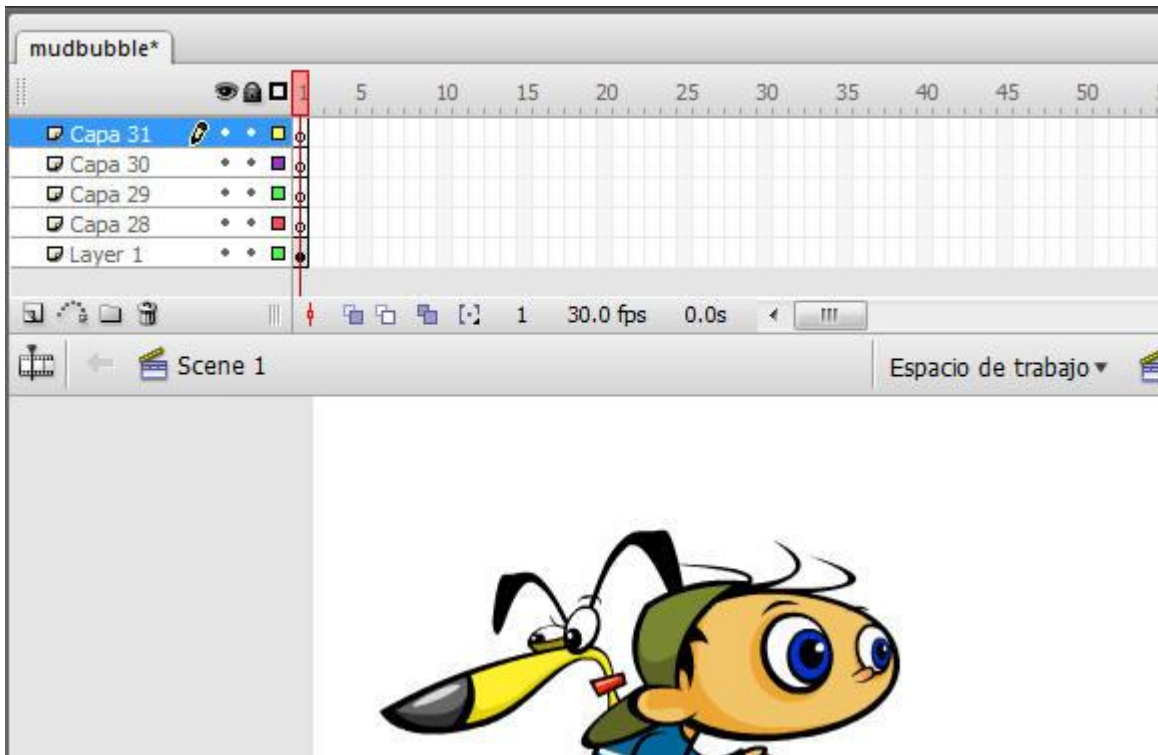 mudbubble*
1 5 10 15 20 25 30 35 40 45 50
Capa 31
Capa 30
Capa 29
Capa 28
Layer 1
1 30.0 fps 0.0s
Scene 1 Espacio de trabajo